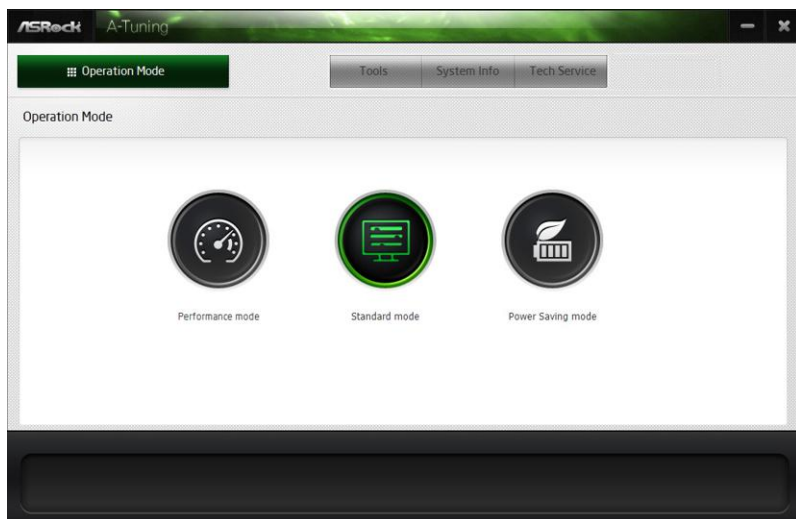 ASRock A-Tuning
Operation Mode Tools System Info Tech Service
Operation Mode
Performance mode Standard mode Power Saving mode